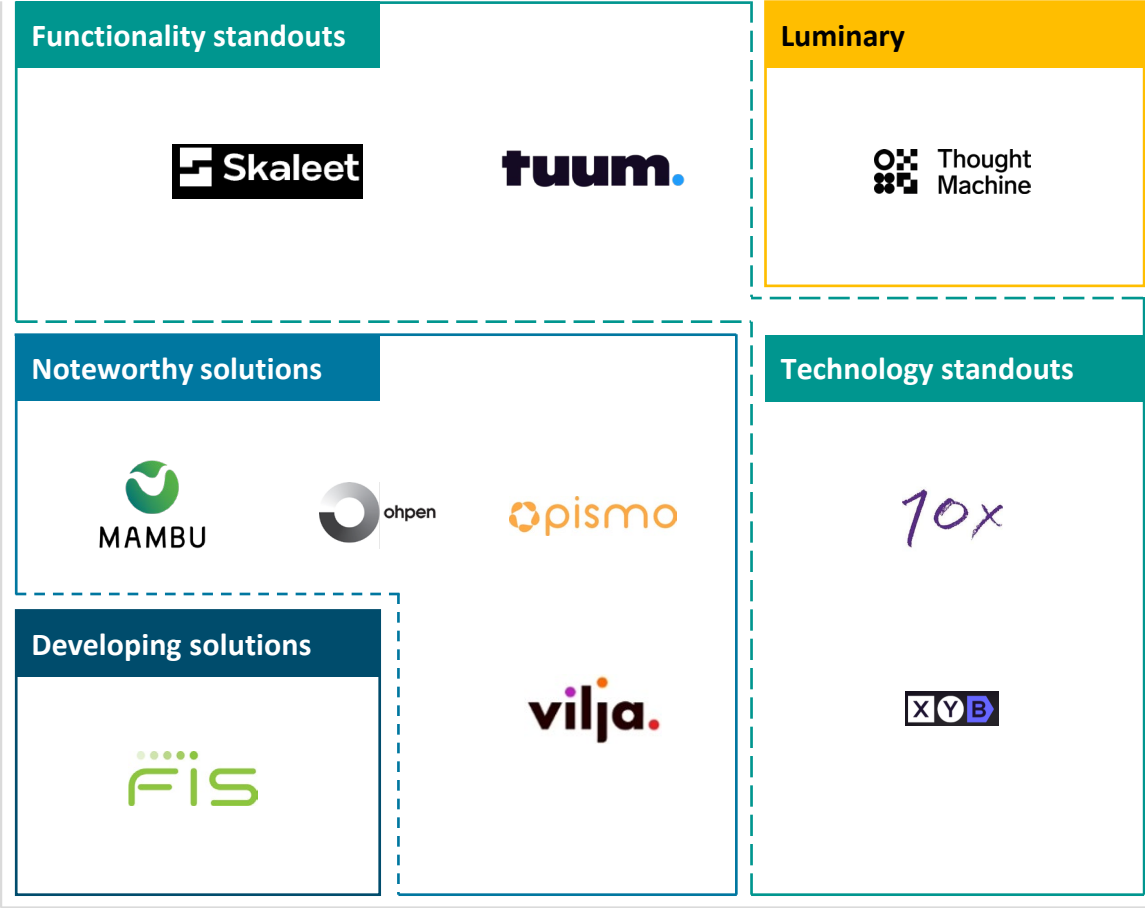 Functionality standouts
Skaleet
tuum.
Luminary
Thought
Machine
Noteworthy solutions
MAMBU
ohpen
pismo
vilja.
Technology standouts
10x
XYB
Developing solutions
FIS